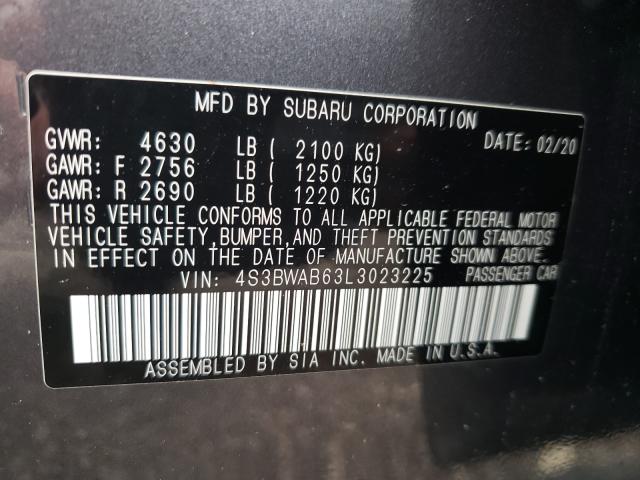 MFD BY SUBARU CORPORATION
GVWR: 4630 LB ( 2100 KG) DATE: 02/20
GAWR: F 2756 LB ( 1250 KG)
GAWR: R 2690 LB ( 1220 KG)
THIS VEHICLE CONFORMS TO ALL APPLICABLE FEDERAL MOTOR
VEHICLE SAFETY, BUMPER, AND THEFT PREVENTION STANDARDS
IN EFFECT ON THE DATE OF MANUFACTURE SHOWN ABOVE.
VIN: 4S3BWAB63L3023225 PASSENGER CAR
ASSEMBLED BY SIA INC. MADE IN U.S.A.